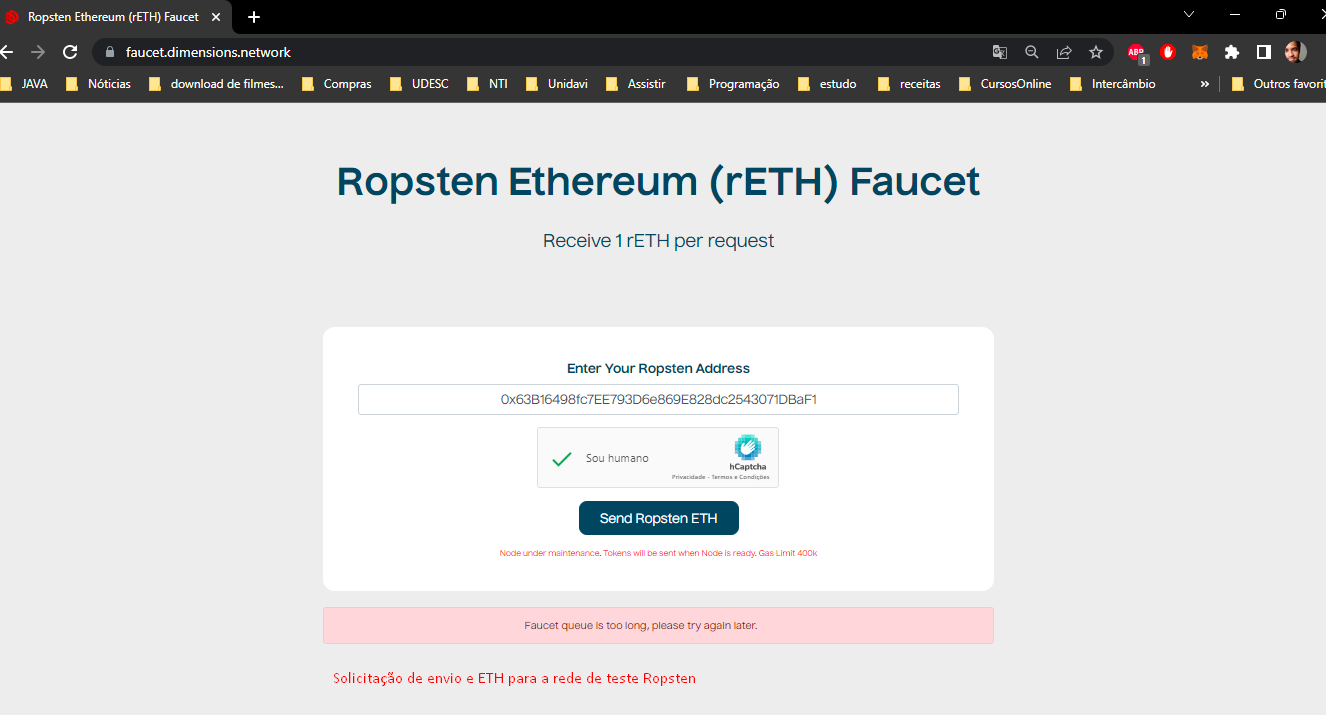 Ropsten Ethereum (rETH) Faucet
faucet.dimensions.network
ABP
1
JAVA Nóticias download de filmes... Compras UDESC NTI Unidavi Assistir Programação estudo receitas CursosOnline Intercâmbio » Outros favorit
Ropsten Ethereum (rETH) Faucet
Receive 1 rETH per request
Enter Your Ropsten Address
0x63B16498fc7EE793D6e869E828dc2543071DBaF1
Sou humano
hCaptcha
Privacidade - Termos e Condições
Send Ropsten ETH
Node under maintenance. Tokens will be sent when Node is ready. Gas Limit 400k
Faucet queue is too long, please try again later.
Solicitação de envio e ETH para a rede de teste Ropsten